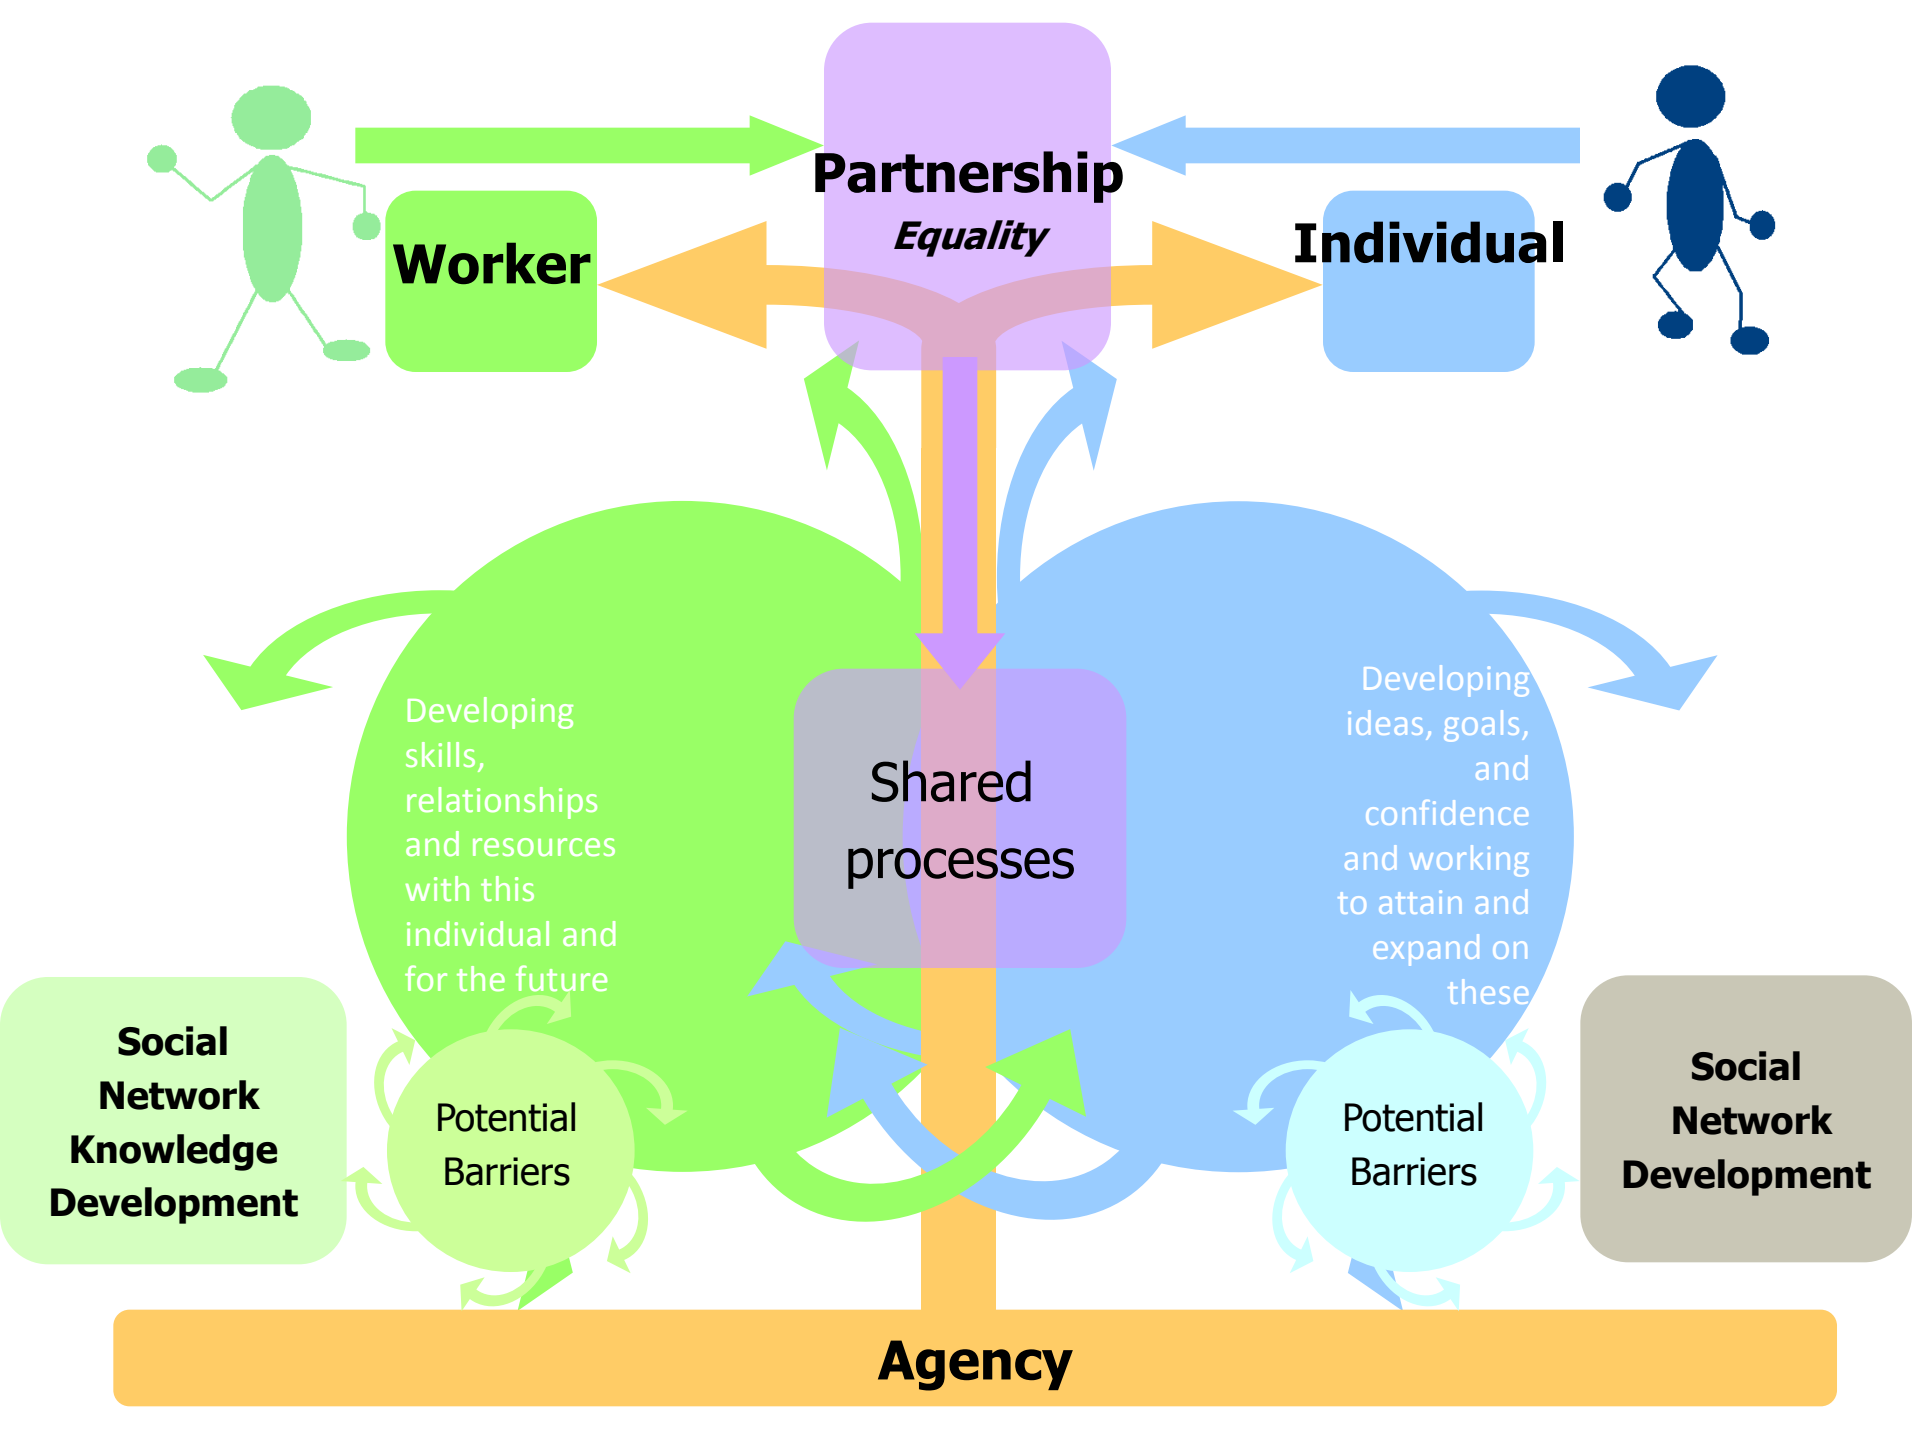 Partnership
Equality
Worker
Individual
Developing
skills,
relationships
and resources
with this
individual and
for the future
Shared
processes
Developing
ideas, goals,
and
confidence
and working
to attain and
expand on
these
Social
Network
Knowledge
Development
Potential
Barriers
Potential
Barriers
Social
Network
Development
Agency